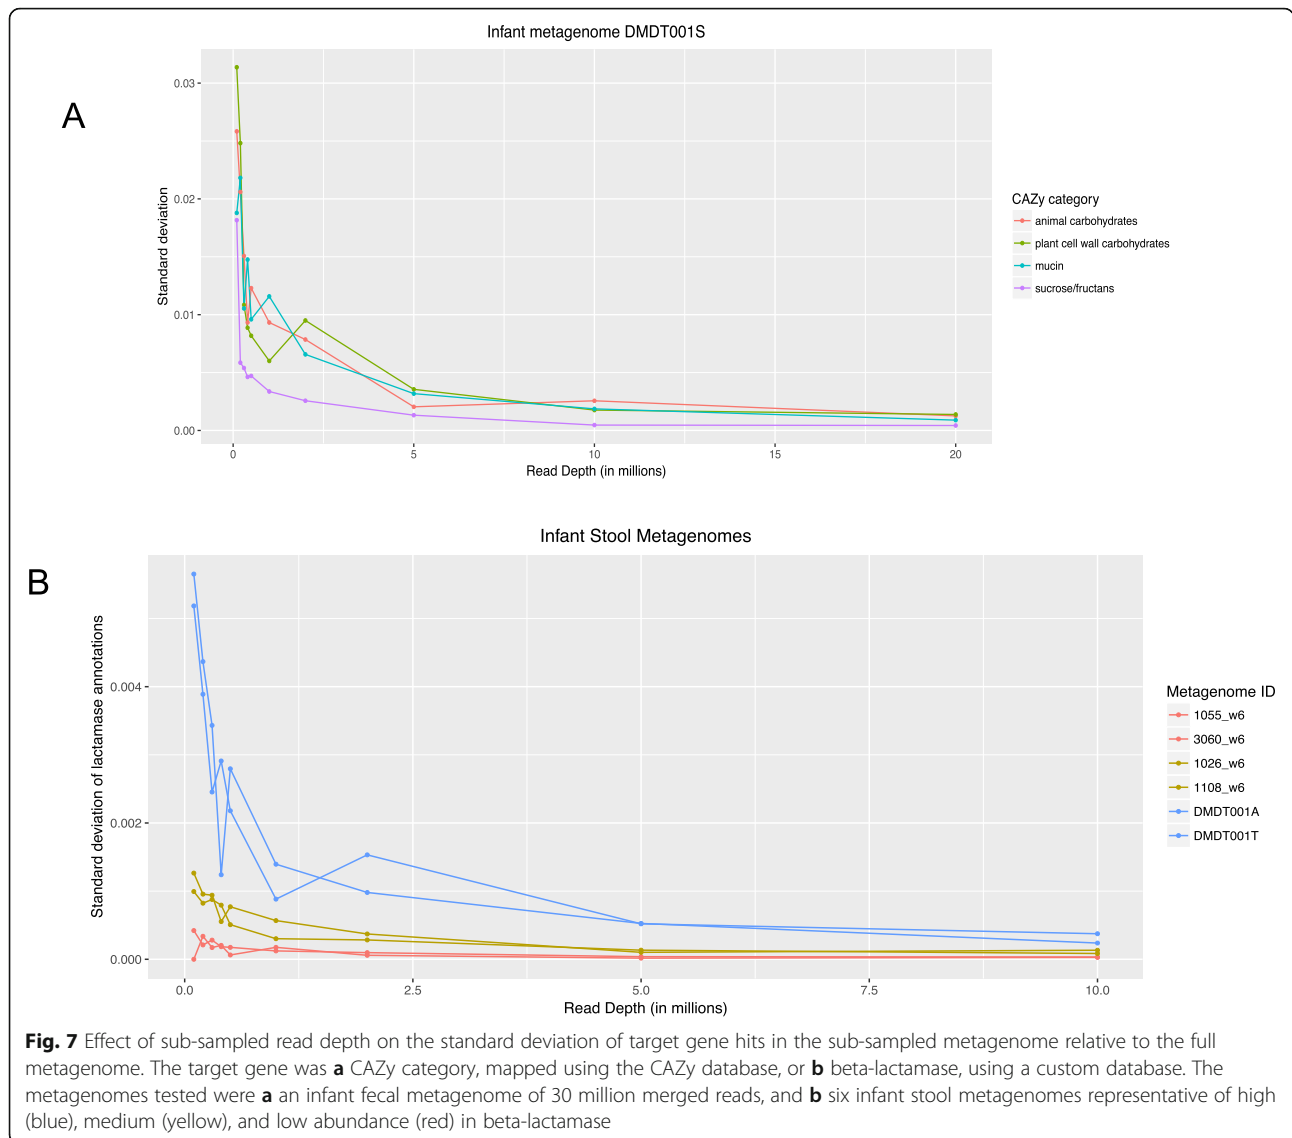 Infant metagenome DMDT001S
A
Standard deviation
0.03
0.02
0.01
0.00
0
5
10
15
20
Read Depth (in millions)
CAZy category
animal carbohydrates
plant cell wall carbohydrates
mucin
sucrose/fructans
Infant Stool Metagenomes
B
Standard deviation of lactamase annotations
0.004
0.002
0.000
0.0
2.5
5.0
7.5
10.0
Read Depth (in millions)
Metagenome ID
1055_w6
3060_w6
1026_w6
1108_w6
DMDT001A
DMDT001T
Fig. 7 Effect of sub-sampled read depth on the standard deviation of target gene hits in the sub-sampled metagenome relative to the full
metagenome. The target gene was a CAZy category, mapped using the CAZy database, or b beta-lactamase, using a custom database. The
metagenomes tested were a an infant fecal metagenome of 30 million merged reads, and b six infant stool metagenomes representative of high
(blue), medium (yellow), and low abundance (red) in beta-lactamase